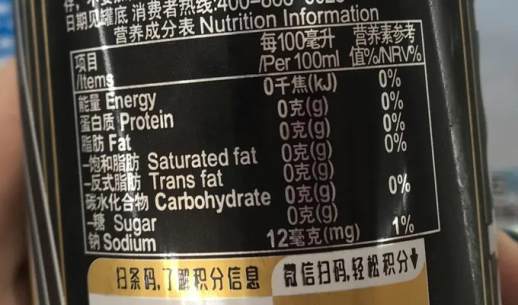 日期见罐底 消费者热线:400-
营养成分表 Nutrition Information
项目 /Items 每100毫升 /Per 100ml 营养素参考值%/NRV%
能量 Energy 0千焦(kJ) 0%
蛋白质 Protein 0克(g) 0%
脂肪 Fat 0克(g) 0%
–饱和脂肪 Saturated fat 0克(g) 0%
–反式脂肪 Trans fat 0克(g)
碳水化合物 Carbohydrate 0克(g) 0%
–糖 Sugar 0克(g)
钠 Sodium 12毫克(mg) 1%
扫条码,了解积分信息 微信扫码,轻松积分